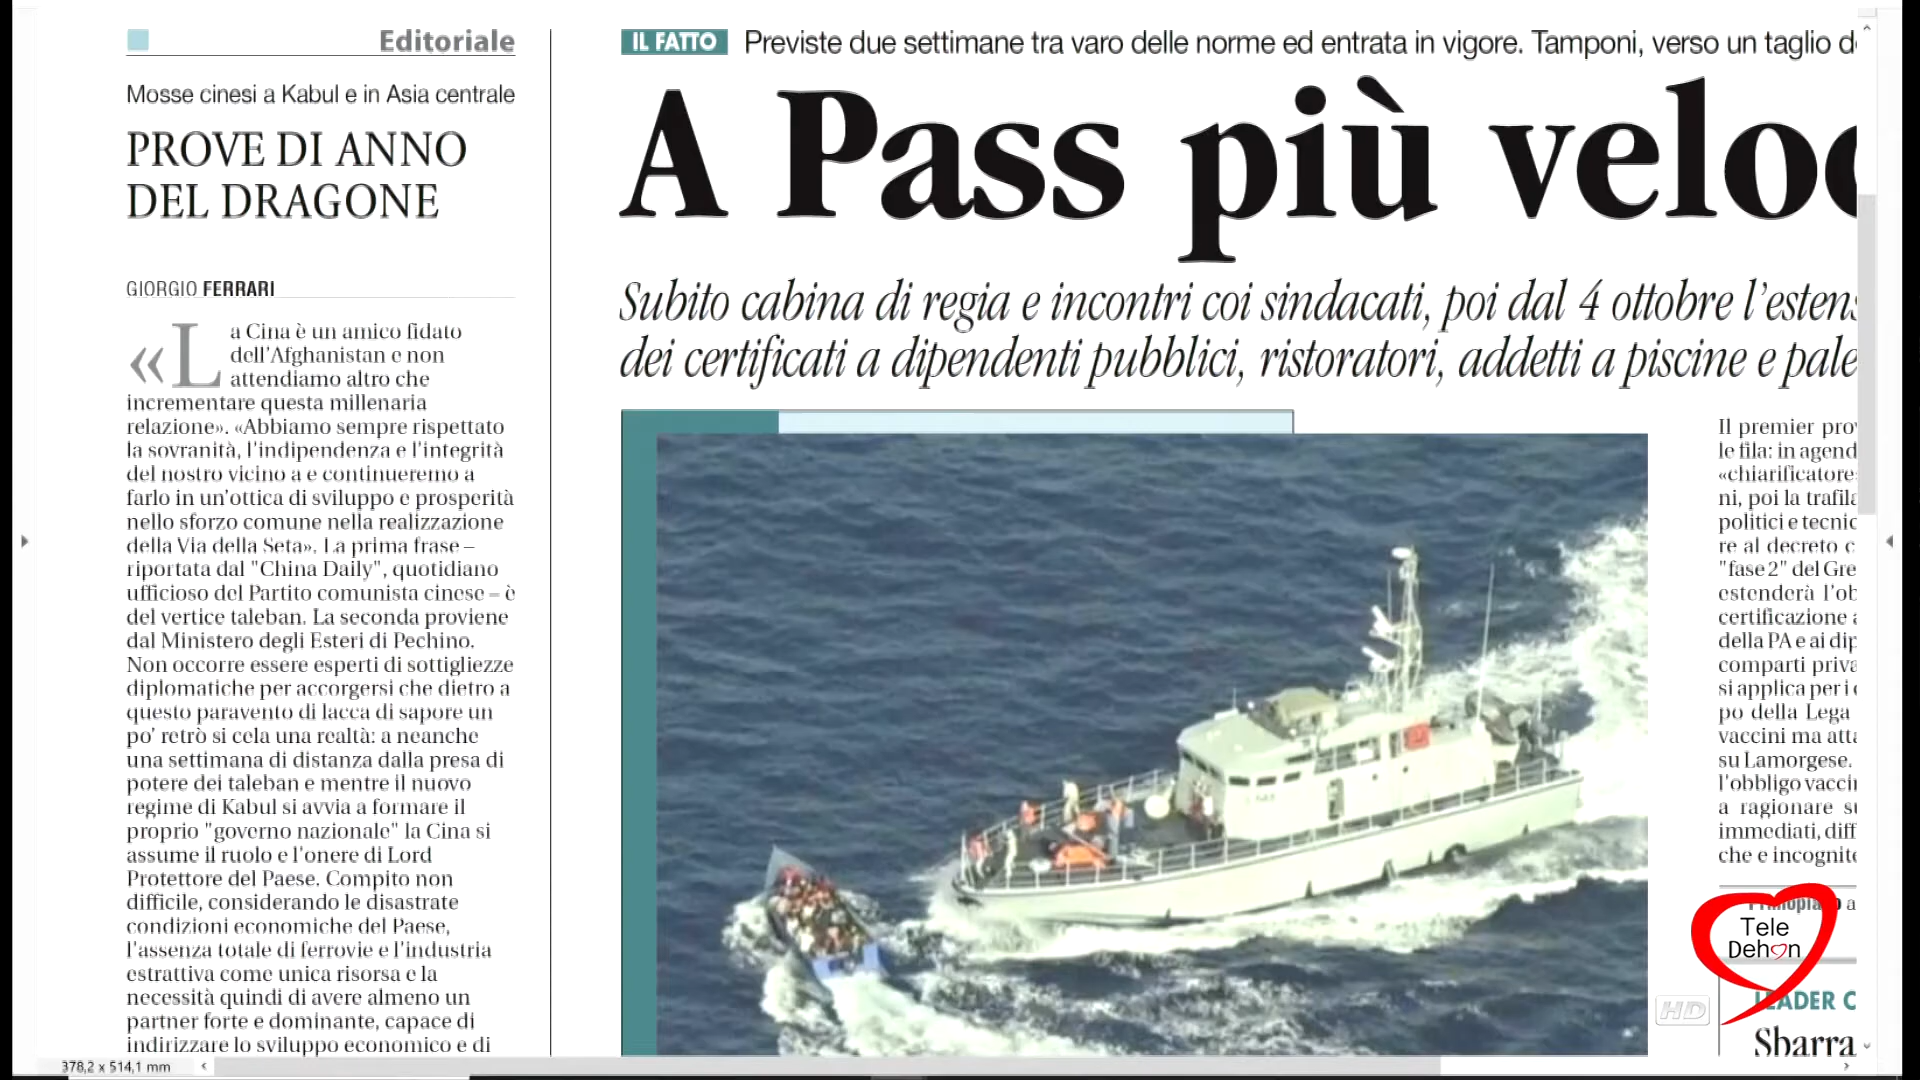 Editoriale
Mosse cinesi a Kabul e in Asia centrale
PROVE DI ANNO
DEL DRAGONE
GIORGIO FERRARI
«La Cina è un amico fidato
dell'Afghanistan e non
attendiamo altro che
incrementare questa millenaria
relazione». «Abbiamo sempre rispettato
la sovranità, l'indipendenza e l'integrità
del nostro vicino a e continueremo a
farlo in un'ottica di sviluppo e prosperità
nello sforzo comune nella realizzazione
della Via della Seta». La prima frase –
riportata dal "China Daily", quotidiano
ufficioso del Partito comunista cinese – è
del vertice taleban. La seconda proviene
dal Ministero degli Esteri di Pechino.
Non occorre essere esperti di sottigliezze
diplomatiche per accorgersi che dietro a
questo paravento di lacca di sapore un
po' retrò si cela una realtà: a neanche
una settimana di distanza dalla presa di
potere dei taleban e mentre il nuovo
regime di Kabul si avvia a formare il
proprio "governo nazionale" la Cina si
assume il ruolo e l'onere di Lord
Protettore del Paese. Compito non
difficile, considerando le disastrate
condizioni economiche del Paese,
l'assenza totale di ferrovie e l'industria
estrattiva come unica risorsa e la
necessità quindi di avere almeno un
partner forte e dominante, capace di
indirizzare lo sviluppo economico e di
IL FATTO Previste due settimane tra varo delle norme ed entrata in vigore. Tamponi, verso un taglio d
A Pass più veloc
Subito cabina di regia e incontri coi sindacati, poi dal 4 ottobre l'estens
dei certificati a dipendenti pubblici, ristoratori, addetti a piscine e pale
Il premier prov
le fila: in agend
«chiarificatore
ni, poi la trafila
politici e tecnic
re al decreto c
"fase 2" del Gre
estenderà l'ob
certificazione a
della PA e ai dip
comparti priva
si applica per i
po della Lega
vaccini ma atta
su Lamorgese.
l'obbligo vaccin
a ragionare su
immediati, diff
che e incognite
Primopiano a
Tele
Dehon
HD
LEADER C
Sbarra
378,2 x 514,1 mm